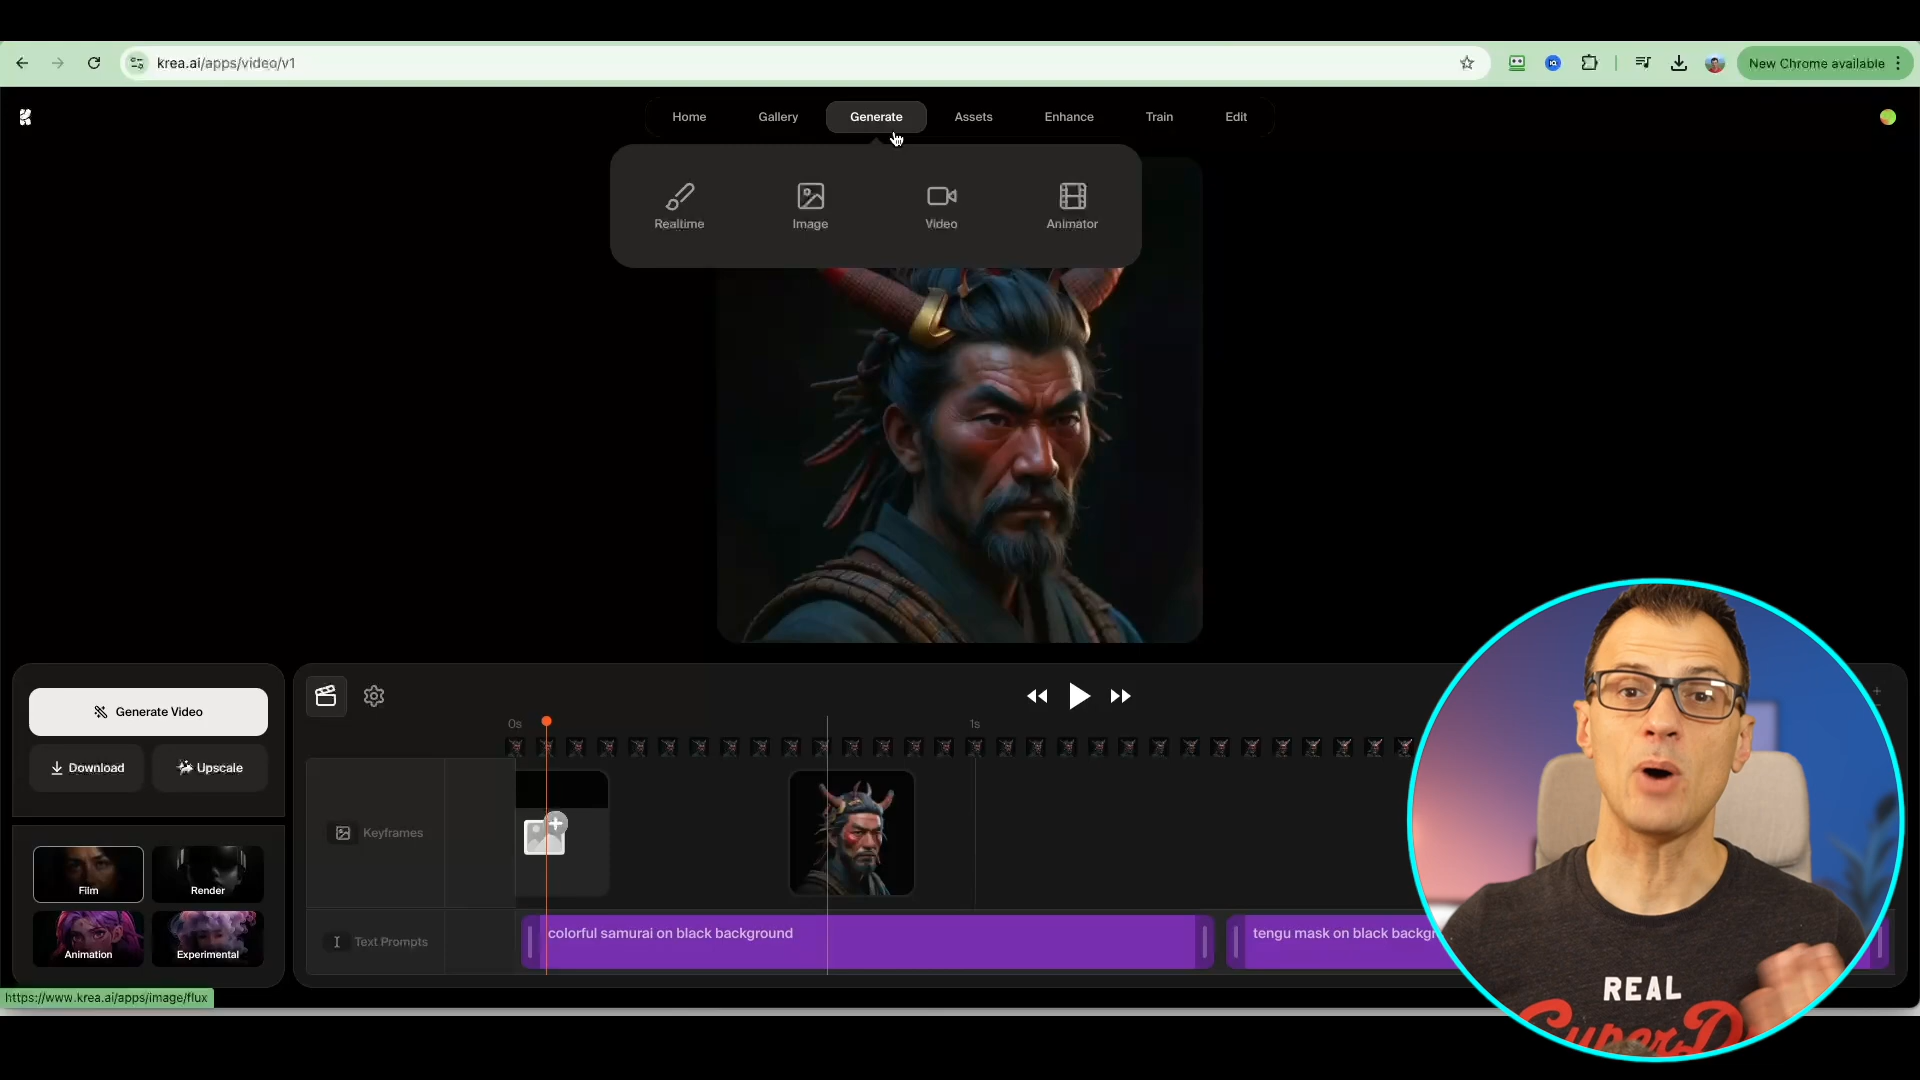 krea.ai/apps/video/v1
New Chrome available
Home
Gallery
Generate
Assets
Enhance
Train
Edit
Realtime
Image
Video
Animator
Generate Video
Download
Upscale
Film
Render
Animation
Experimental
0s
1s
Keyframes
Text Prompts
colorful samurai on black background
tengu mask on black backgr
https://www.krea.ai/apps/image/flux
REAL
SuperD